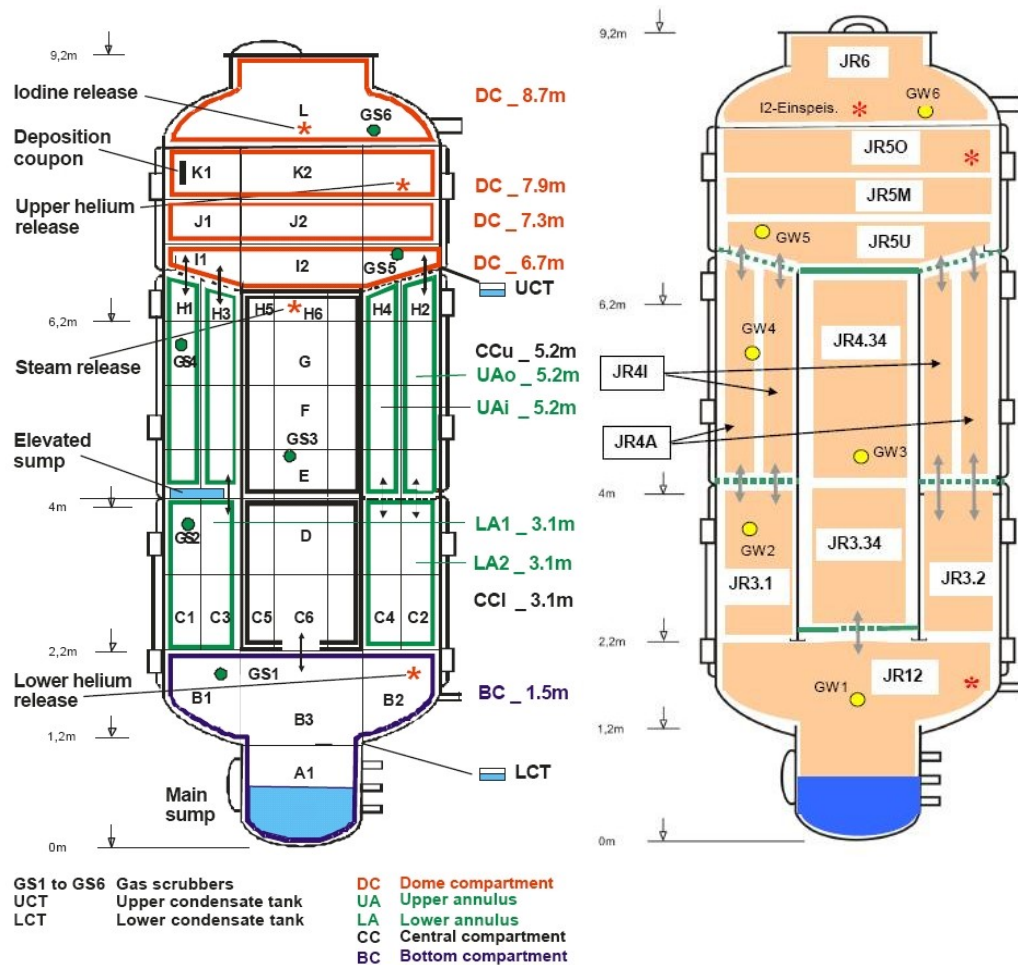 9,2m
Iodine release
L
GS6
DC _ 8.7m
Deposition
coupon
K1
K2
DC _ 7.9m
Upper helium
release
J1
J2
DC _ 7.3m
I1
I2
GS5
DC _ 6.7m
UCT
H1
H3
H5
H6
H4
H2
6,2m
Steam release
GS4
G
CCu _ 5.2m
UAo _ 5.2m
F
UAi _ 5.2m
Elevated
sump
GS3
E
4m
GS2
D
LA1 _ 3.1m
LA2 _ 3.1m
CCl _ 3.1m
C1
C3
C5
C6
C4
C2
2,2m
Lower helium
release
GS1
B1
B2
BC _ 1.5m
B3
1,2m
A1
LCT
Main
sump
0m
GS1 to GS6 Gas scrubbers
UCT Upper condensate tank
LCT Lower condensate tank
DC Dome compartment
UA Upper annulus
LA Lower annulus
CC Central compartment
BC Bottom compartment
9,2m
JR6
I2-Einspeis.
GW6
JR5O
JR5M
GW5
JR5U
6,2m
GW4
JR4.34
JR4I
JR4A
GW3
4m
GW2
JR3.34
JR3.1
JR3.2
2,2m
JR12
GW1
1,2m
0m